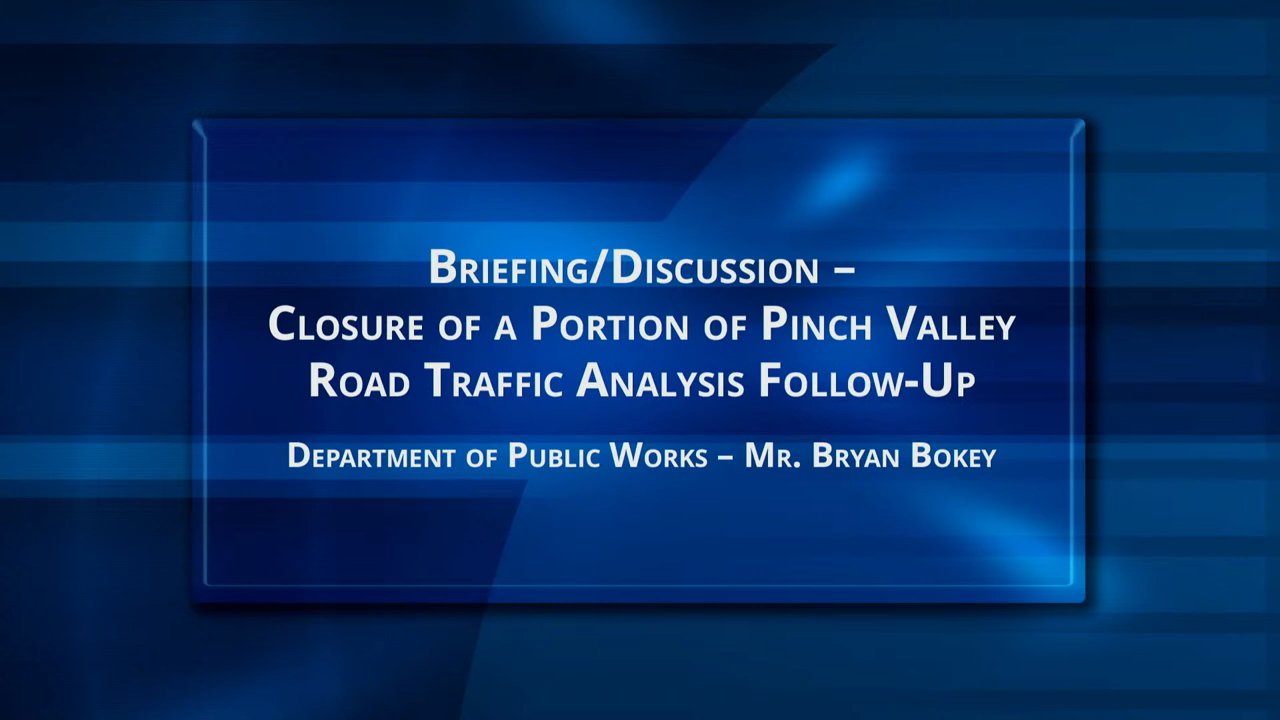 Briefing/Discussion –
Closure of a Portion of Pinch Valley
Road Traffic Analysis Follow-Up
Department of Public Works – Mr. Bryan Bokey